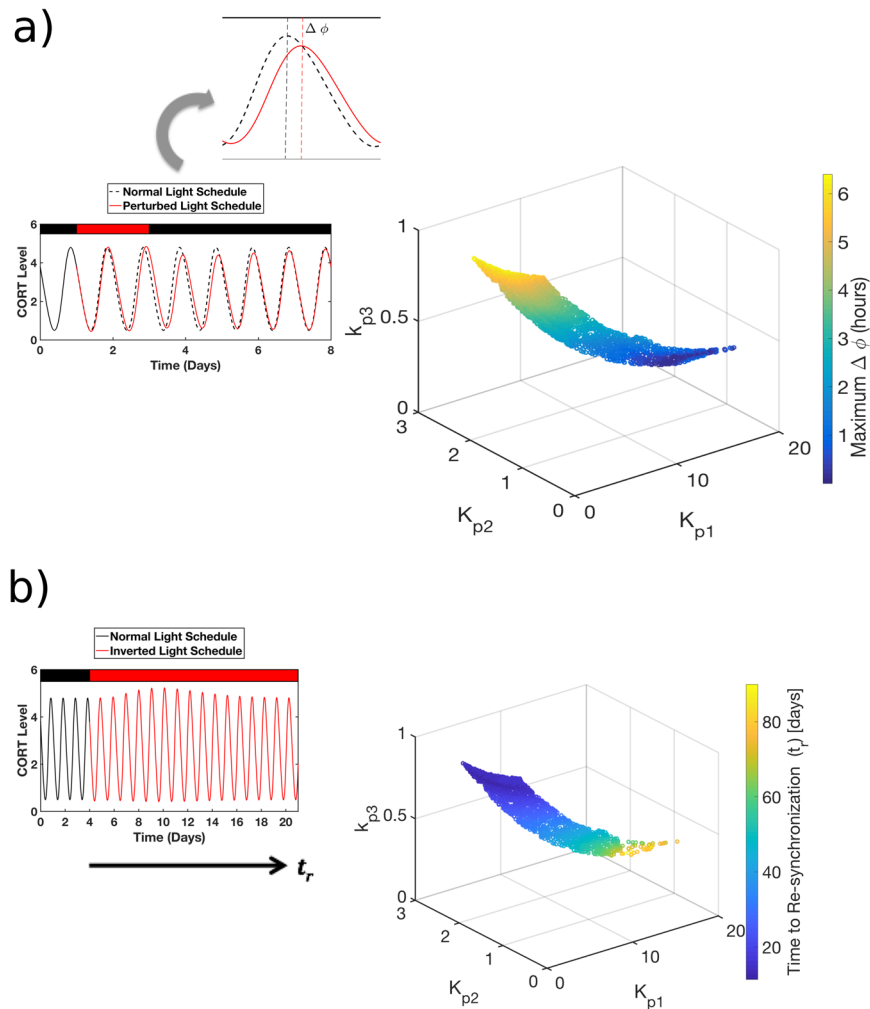 a)
Δ ϕ
Normal Light Schedule
Perturbed Light Schedule
6
4
2
0
CORT Level
0 2 4 6 8
Time (Days)
1
0.5
0
k_p3
3
2
1
0
K_p2
0
10
20
K_p1
6
5
4
3
2
1
Maximum Δ ϕ (hours)
b)
Normal Light Schedule
Inverted Light Schedule
6
4
2
0
CORT Level
0 2 4 6 8 10 12 14 16 18 20
Time (Days)
t_r
1
0.5
0
k_p3
3
2
1
0
K_p2
0
10
20
K_p1
80
60
40
20
Time to Re-synchronization (t_r) [days]